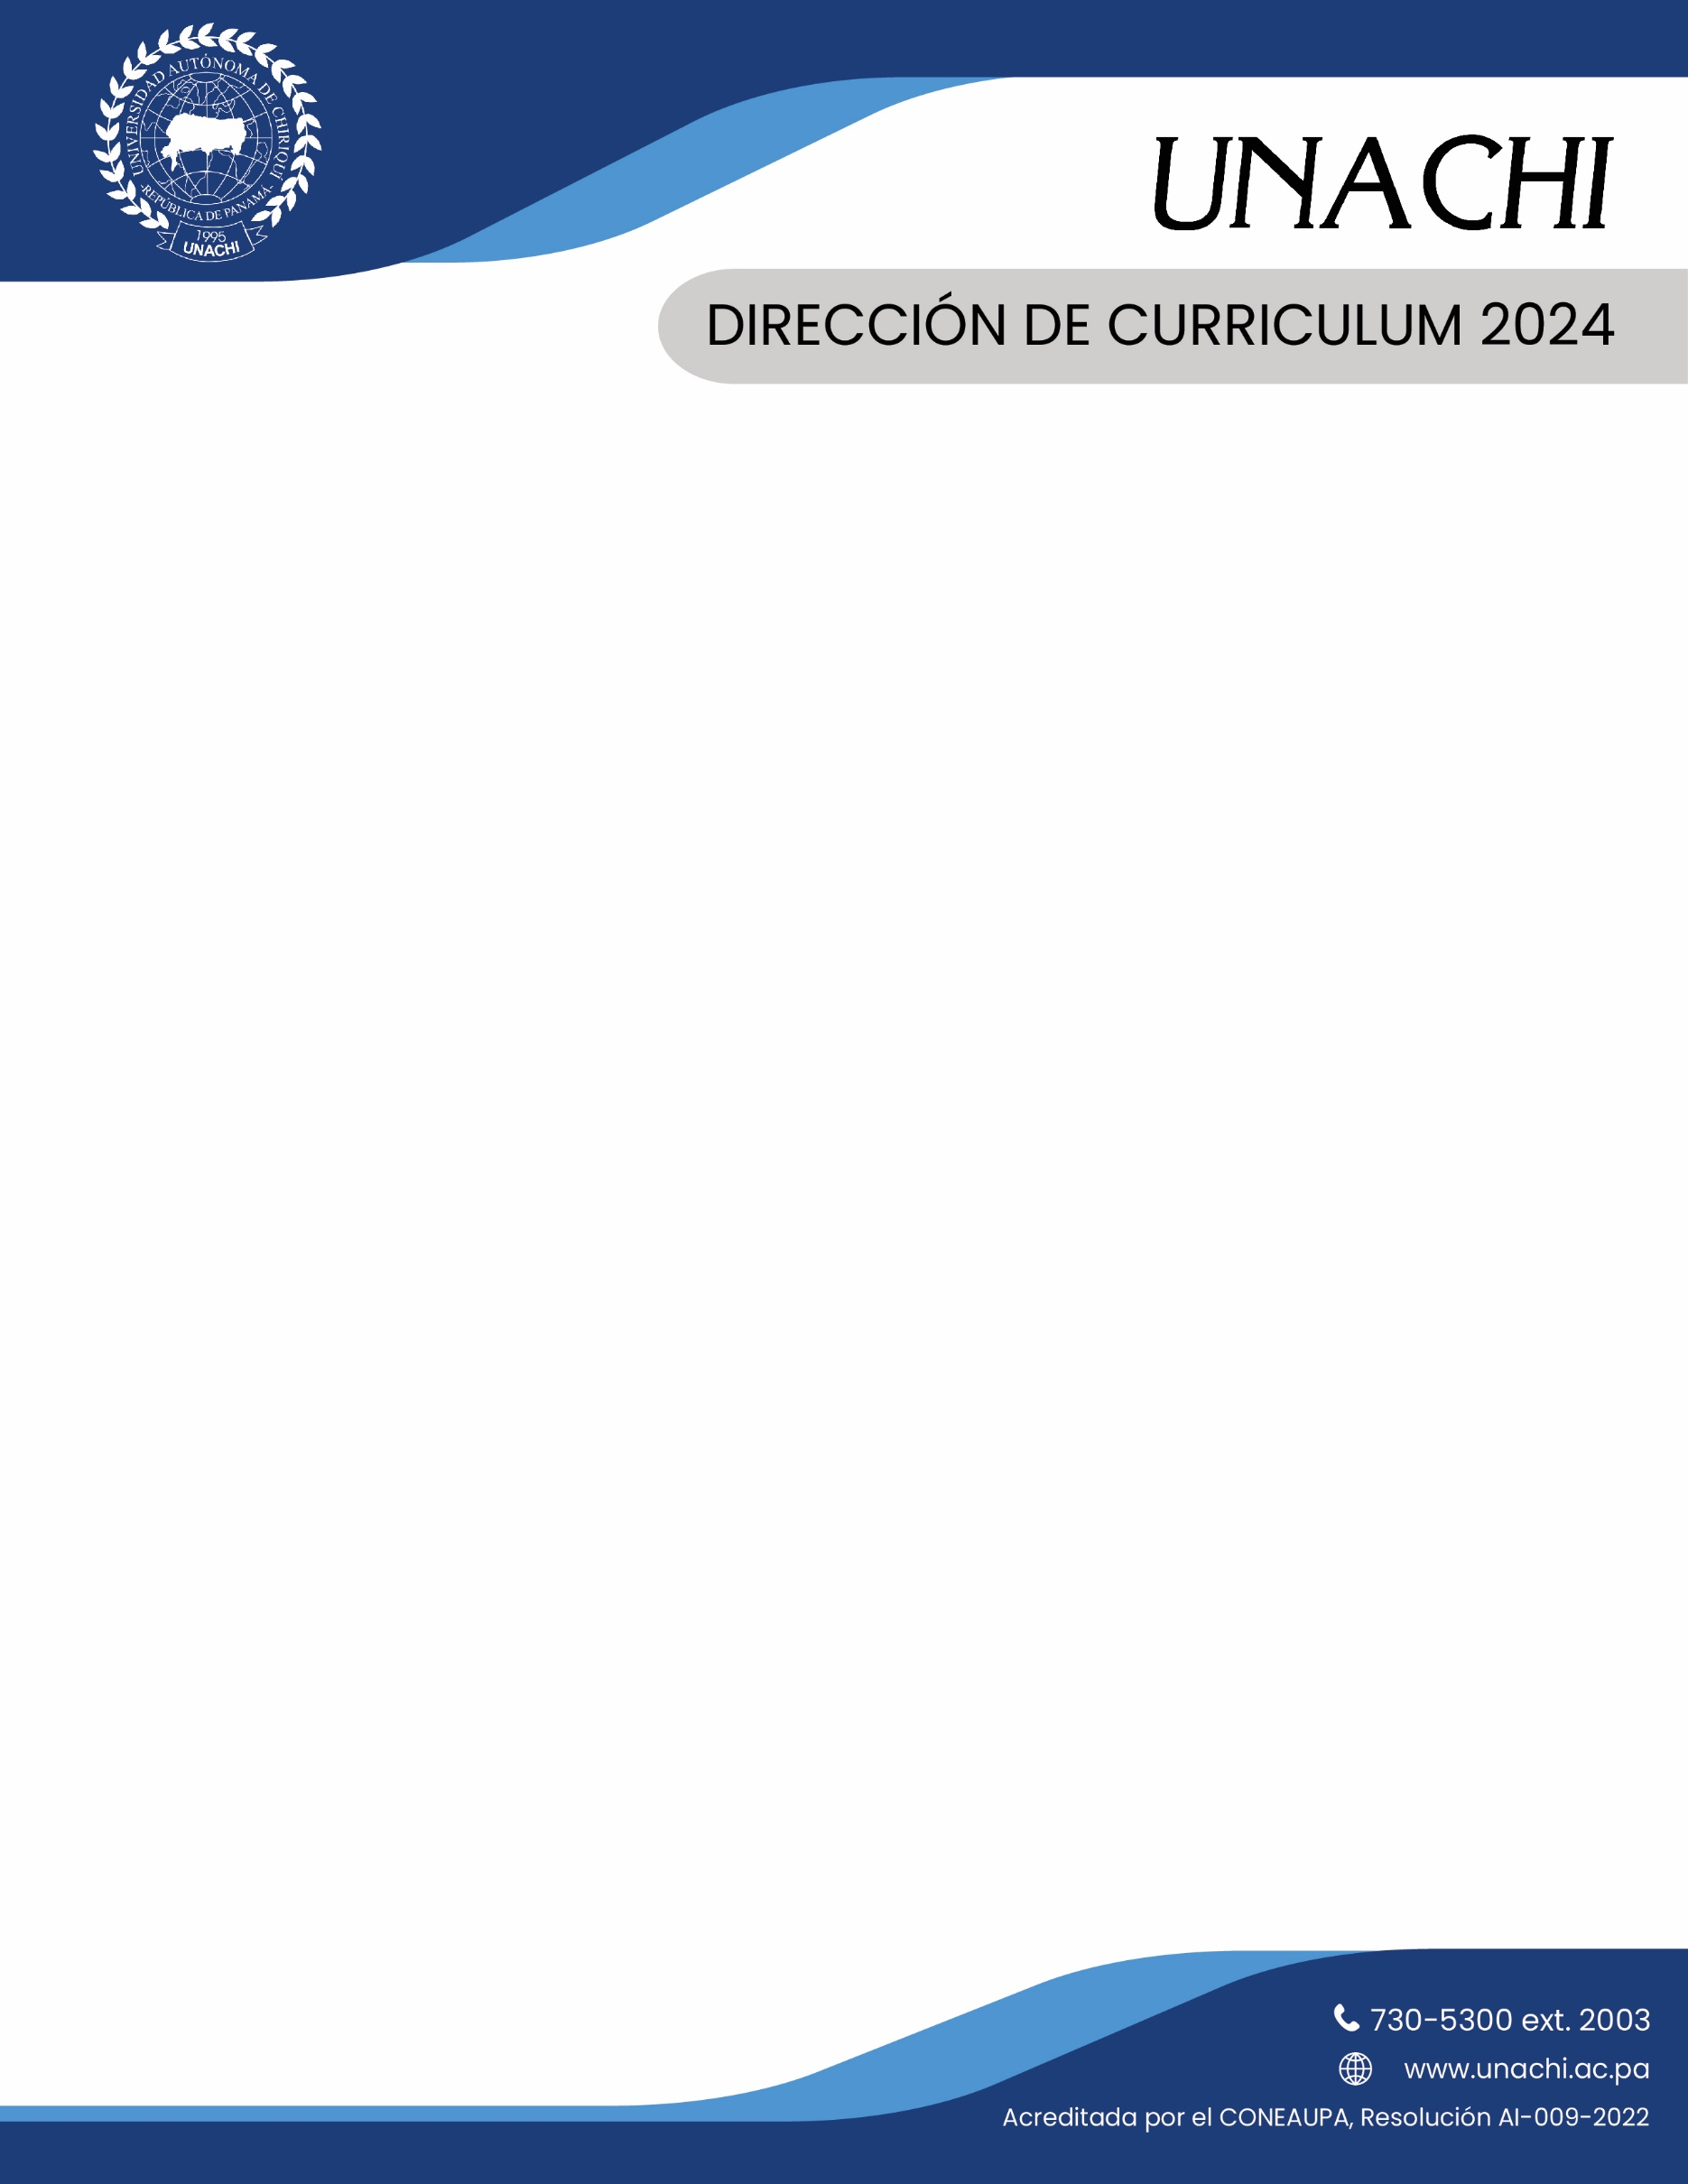 UNIVERSIDAD AUTÓNOMA DE CHIRIQUÍ
-REPÚBLICA DE PANAMÁ-
1995
UNACHI
UNACHI
DIRECCIÓN DE CURRICULUM 2024
730-5300 ext. 2003
www.unachi.ac.pa
Acreditada por el CONEAUPA, Resolución AI-009-2022